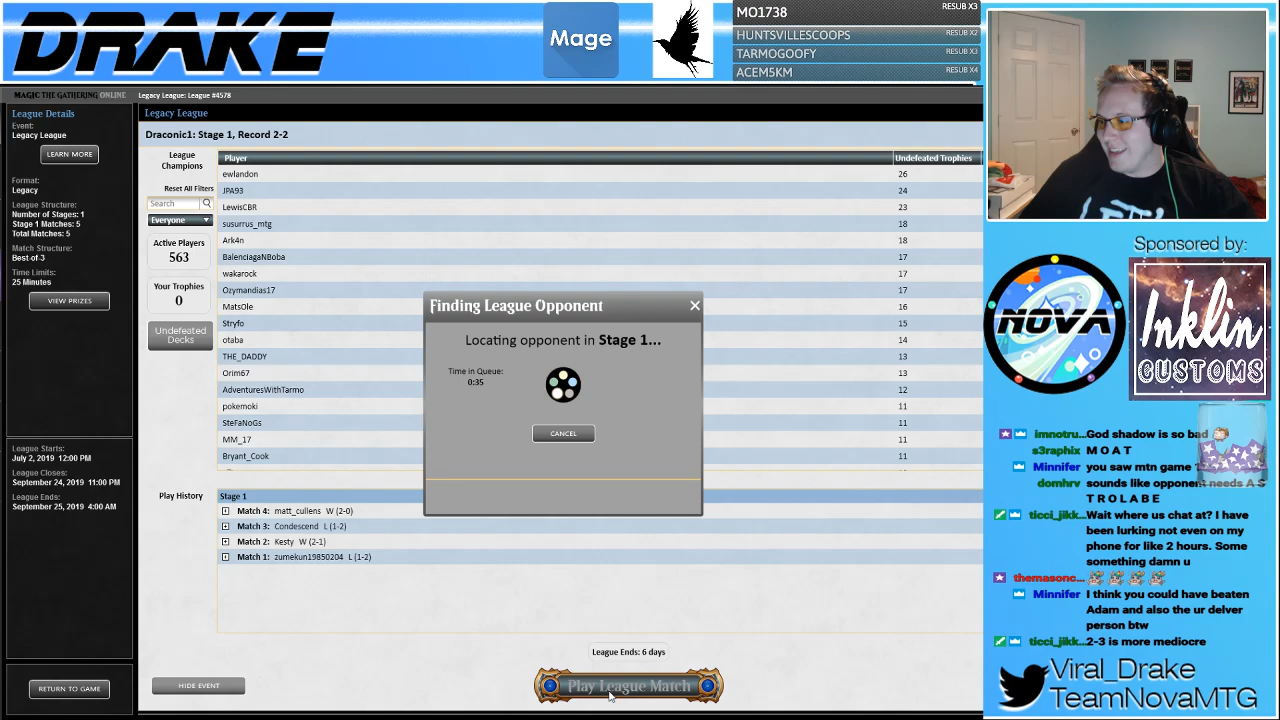 DRAKE
Mage
MO1738 RESUB X3
HUNTSVILLESCOOPS RESUB X2
TARMOGOOFY RESUB X3
ACEM5KM RESUB X4
MAGIC THE GATHERING ONLINE
Legacy League: League #4578
League Details
Event:
Legacy League
LEARN MORE
Format:
Legacy
League Structure:
Number of Stages: 1
Stage 1 Matches: 5
Total Matches: 5
Match Structure:
Best-of-3
Time Limits:
25 Minutes
VIEW PRIZES
League Starts:
July 2, 2019 12:00 PM
League Closes:
September 24, 2019 11:00 PM
League Ends:
September 25, 2019 4:00 AM
RETURN TO GAME
Legacy League
Draconic1: Stage 1, Record 2-2
League
Champions
Reset All Filters
Search
Everyone
Active Players
563
Your Trophies
0
Undefeated
Decks
Player Undefeated Trophies
ewlandon 26
JPA93 24
LewisCBR 23
susurrus_mtg 18
Ark4n 18
BalenciagaNBoba 17
wakarock 17
Ozymandias17 17
MatsOle 16
Stryfo 15
otaba 14
THE_DADDY 13
Orim67 13
AdventuresWithTarmo 12
pokemoki 11
SteFaNoGs 11
MM_17 11
Bryant_Cook 11
Finding League Opponent
Locating opponent in Stage 1...
Time in Queue:
0:35
CANCEL
Play History
Stage 1
Match 4: matt_cullens W (2-0)
Match 3: Condescend L (1-2)
Match 2: Kesty W (2-1)
Match 1: zumekun19850204 L (1-2)
League Ends: 6 days
HIDE EVENT
Play League Match
Sponsored by:
NOVA
Inklin
CUSTOMS
imnotru... God shadow is so bad
s3raphix M O A T
Minnifer you saw mtn game
domhrv sounds like opponent needs A S
T R O L A B E
ticci_jikk... Wait where us chat at? I have
been lurking not even on my
phone for like 2 hours. Some
something damn u
themasonc...
Minnifer I think you could have beaten
Adam and also the ur delver
person btw
ticci_jikk... 2-3 is more mediocre
Viral_Drake
TeamNovaMTG